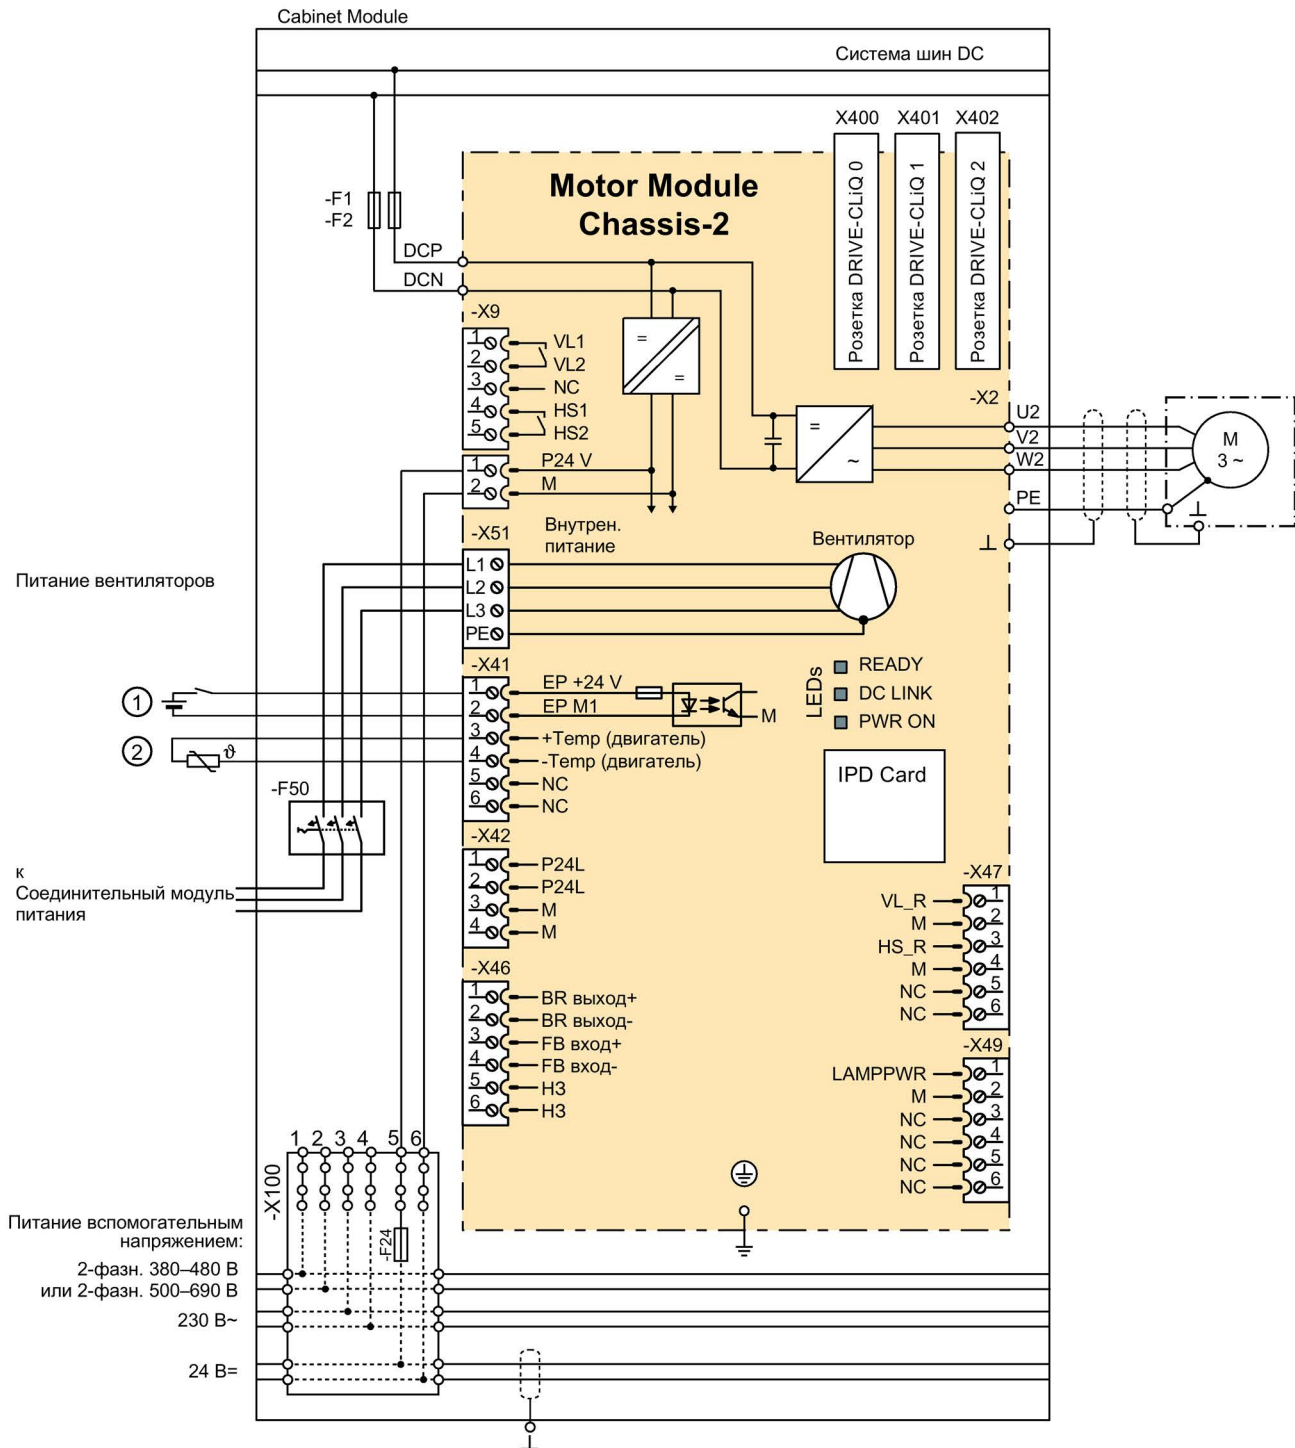 Cabinet Module
Система шин DC
X400
X401
X402
Розетка DRIVE-CLiQ 0
Розетка DRIVE-CLiQ 1
Розетка DRIVE-CLiQ 2
Motor Module
Chassis-2
-F1
-F2
DCP
DCN
-X9
1 VL1
2 VL2
3 NC
4 HS1
5 HS2
1 P24 V
2 M
Внутрен.
питание
=
=
=
~
-X2
U2
V2
W2
PE
M
3 ~
-X51
L1
L2
L3
PE
Вентилятор
Питание вентиляторов
-X41
1 EP +24 V
2 EP M1
3 +Temp (двигатель)
4 -Temp (двигатель)
5 NC
6 NC
M
1
2
ϑ
LEDs
READY
DC LINK
PWR ON
IPD Card
-F50
к
Соединительный модуль
питания
-X42
1 P24L
2 P24L
3 M
4 M
-X46
1 BR выход+
2 BR выход-
3 FB вход+
4 FB вход-
5 НЗ
6 НЗ
-X47
VL_R 1
M 2
HS_R 3
M 4
NC 5
NC 6
-X49
LAMPPWR 1
M 2
NC 3
NC 4
NC 5
NC 6
1 2 3 4 5 6
-X100
-F24
Питание вспомогательным
напряжением:
2-фазн. 380–480 В
или 2-фазн. 500–690 В
230 В~
24 В=